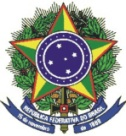 REPÚBLICA FEDERATIVA DO BRASIL
15 de Novembro de 1889